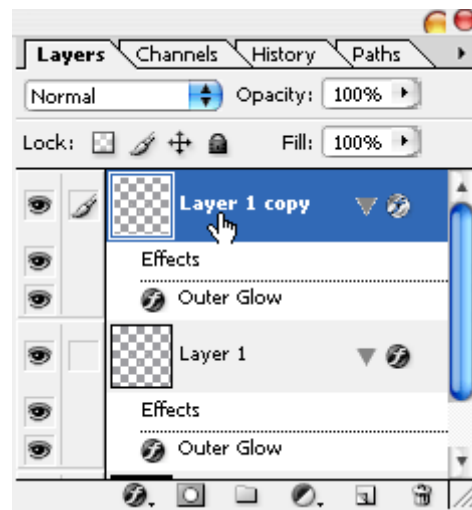 Layers Channels History Paths
Normal Opacity: 100%
Lock: Fill: 100%
Layer 1 copy
Effects
Outer Glow
Layer 1
Effects
Outer Glow